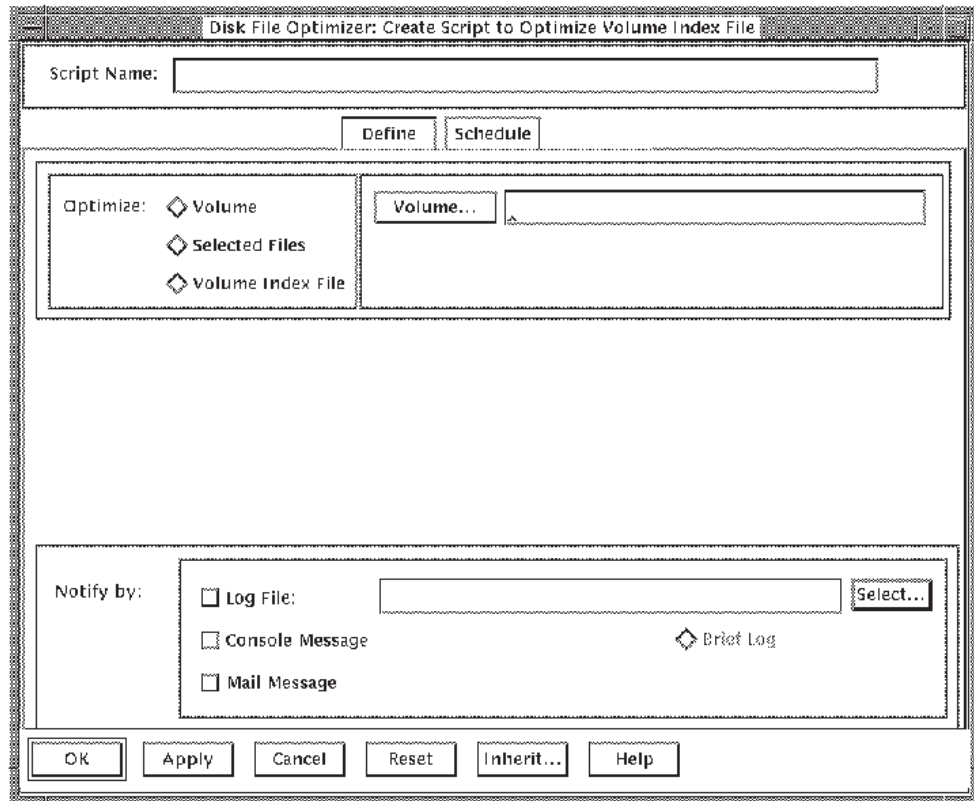 Disk File Optimizer: Create Script to Optimize Volume Index File
Script Name:
Define Schedule
Optimize: Volume Volume...
Selected Files
Volume Index File
Notify by: Log File: Select...
Console Message Brief Log
Mail Message
OK Apply Cancel Reset Inherit... Help